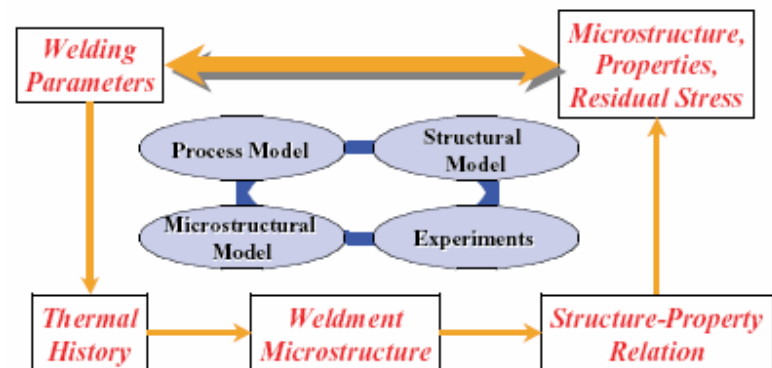 Welding
Parameters
Microstructure,
Properties,
Residual Stress
Process Model
Structural
Model
Microstructural
Model
Experiments
Thermal
History
Weldment
Microstructure
Structure-Property
Relation